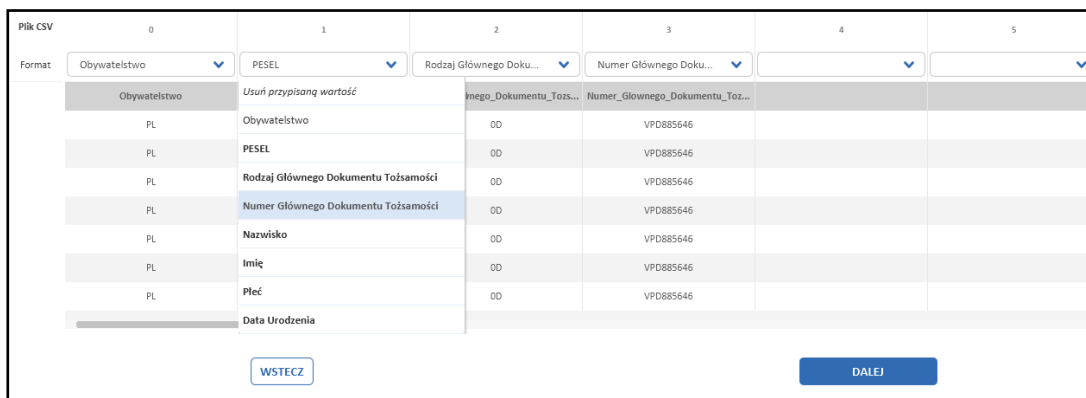 Plik CSV 0 1 2 3 4 5
Format Obywatelstwo PESEL Rodzaj Głównego Doku... Numer Głównego Doku...
Obywatelstwo Usuń przypisaną wartość wnego_Dokumentu_Tozs... Numer_Glownego_Dokumentu_Toz...
PL Obywatelstwo 0D VPD885646
PL PESEL 0D VPD885646
PL Rodzaj Głównego Dokumentu Tożsamości 0D VPD885646
PL Numer Głównego Dokumentu Tożsamości 0D VPD885646
PL Nazwisko 0D VPD885646
PL Imię 0D VPD885646
PL Płeć 0D VPD885646
Data Urodzenia
WSTECZ DALEJ